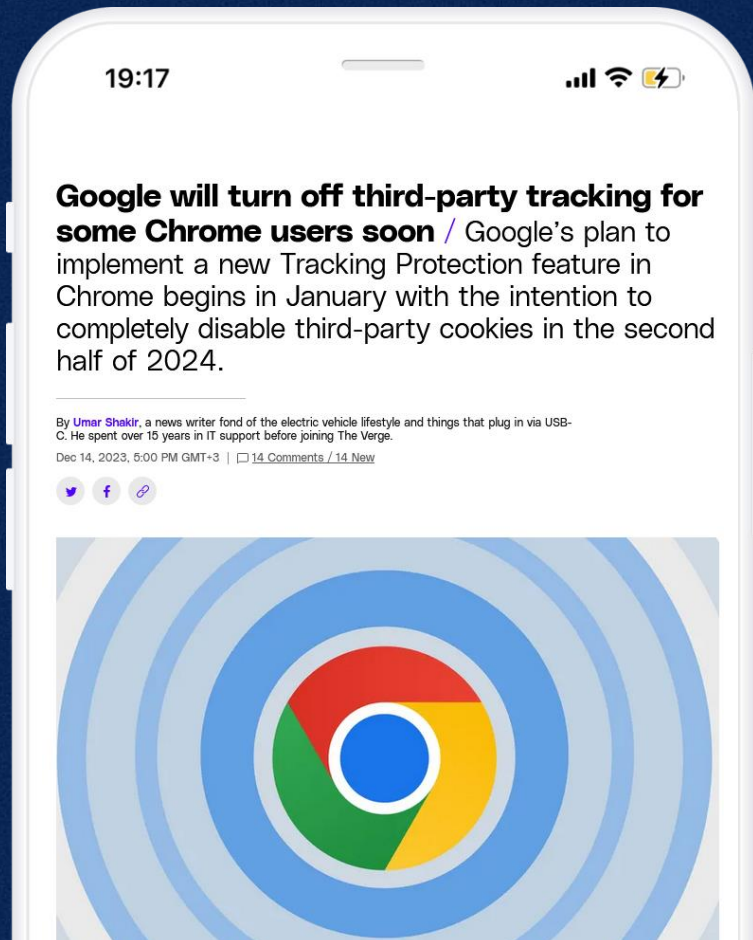 19:17
Google will turn off third-party tracking for
some Chrome users soon / Google's plan to
implement a new Tracking Protection feature in
Chrome begins in January with the intention to
completely disable third-party cookies in the second
half of 2024.
By Umar Shakir, a news writer fond of the electric vehicle lifestyle and things that plug in via USB-
C. He spent over 15 years in IT support before joining The Verge.
Dec 14, 2023, 5:00 PM GMT+3 | 14 Comments / 14 New